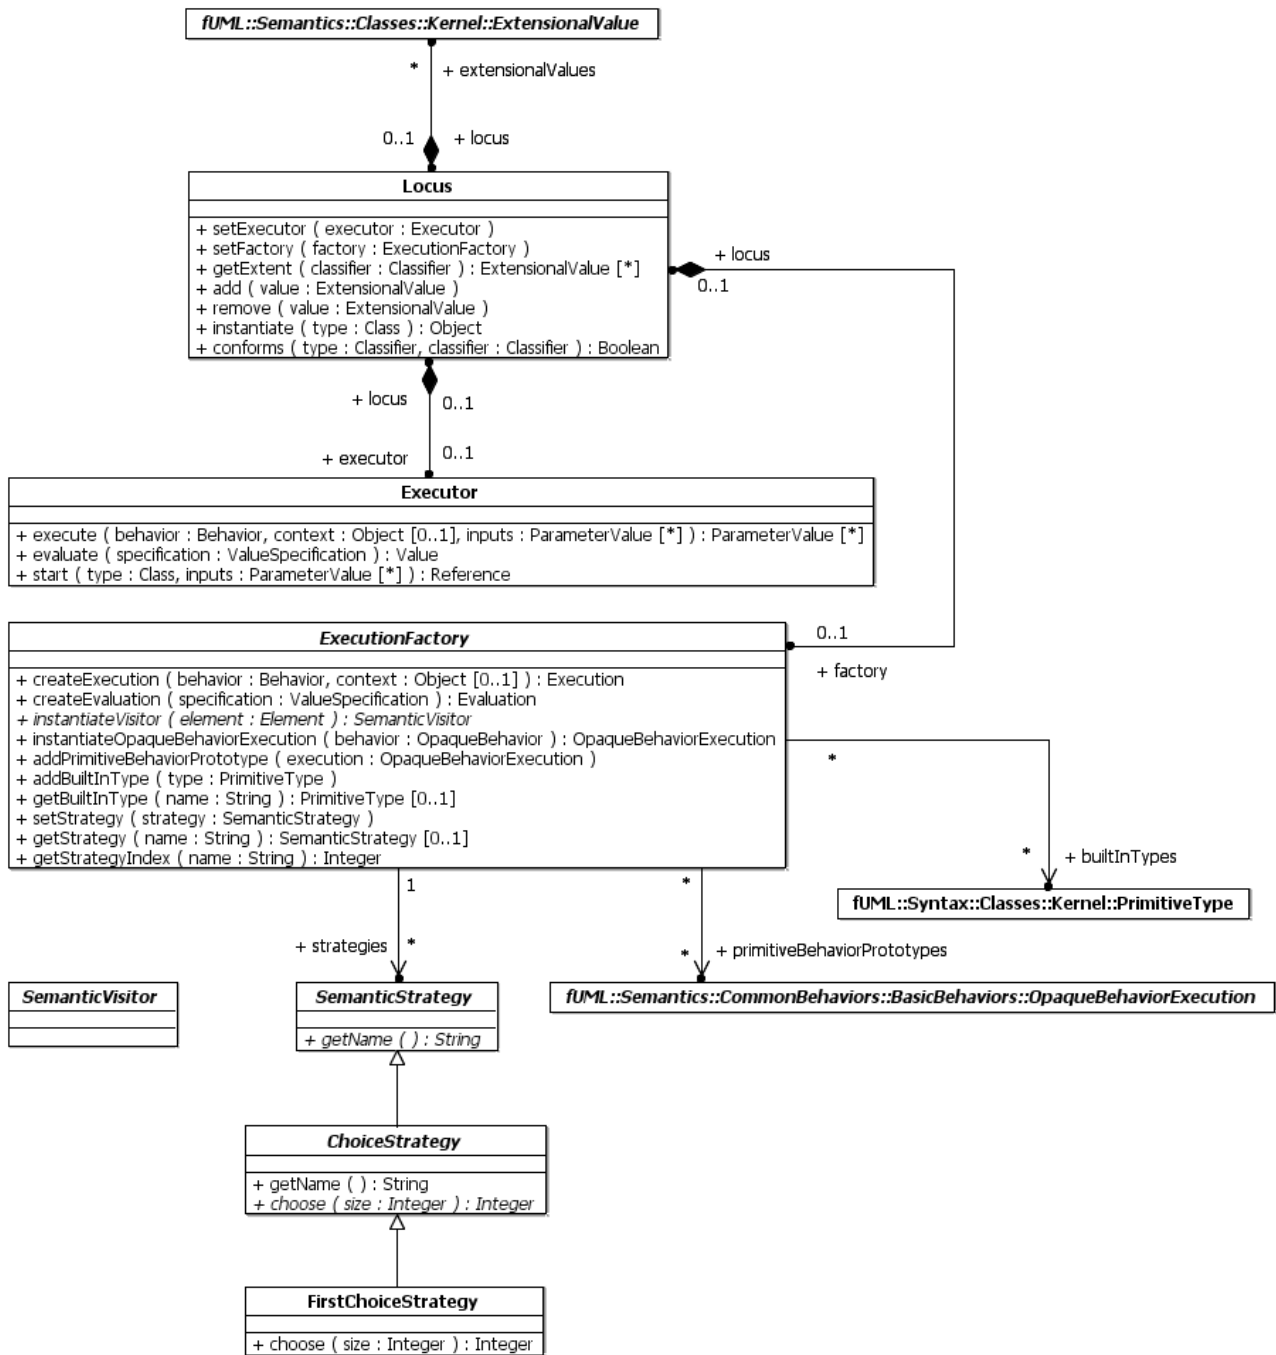 fUML::Semantics::Classes::Kernel::ExtensionalValue
* + extensionalValues
0..1 + locus
Locus
+ setExecutor ( executor : Executor )
+ setFactory ( factory : ExecutionFactory )
+ getExtent ( classifier : Classifier ) : ExtensionalValue [*]
+ add ( value : ExtensionalValue )
+ remove ( value : ExtensionalValue )
+ instantiate ( type : Class ) : Object
+ conforms ( type : Classifier, classifier : Classifier ) : Boolean
+ locus
0..1
+ locus 0..1
+ executor 0..1
Executor
+ execute ( behavior : Behavior, context : Object [0..1], inputs : ParameterValue [*] ) : ParameterValue [*]
+ evaluate ( specification : ValueSpecification ) : Value
+ start ( type : Class, inputs : ParameterValue [*] ) : Reference
ExecutionFactory
+ createExecution ( behavior : Behavior, context : Object [0..1] ) : Execution
+ createEvaluation ( specification : ValueSpecification ) : Evaluation
+ instantiateVisitor ( element : Element ) : SemanticVisitor
+ instantiateOpaqueBehaviorExecution ( behavior : OpaqueBehavior ) : OpaqueBehaviorExecution
+ addPrimitiveBehaviorPrototype ( execution : OpaqueBehaviorExecution )
+ addBuiltInType ( type : PrimitiveType )
+ getBuiltInType ( name : String ) : PrimitiveType [0..1]
+ setStrategy ( strategy : SemanticStrategy )
+ getStrategy ( name : String ) : SemanticStrategy [0..1]
+ getStrategyIndex ( name : String ) : Integer
0..1
+ factory
*
* + builtInTypes
fUML::Syntax::Classes::Kernel::PrimitiveType
1
+ strategies *
*
* + primitiveBehaviorPrototypes
SemanticVisitor
SemanticStrategy
+ getName ( ) : String
fUML::Semantics::CommonBehaviors::BasicBehaviors::OpaqueBehaviorExecution
ChoiceStrategy
+ getName ( ) : String
+ choose ( size : Integer ) : Integer
FirstChoiceStrategy
+ choose ( size : Integer ) : Integer